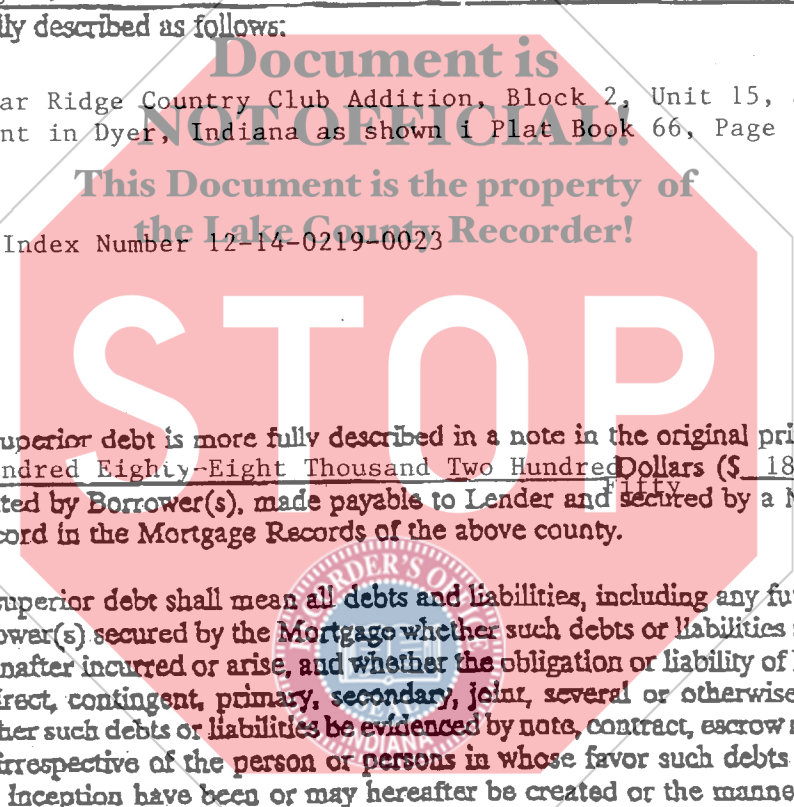 lly described as follows:
Document is
ar Ridge Country Club Addition, Block 2, Unit 15,
NOT OFFICIAL!
nt in Dyer, Indiana as shown i Plat Book 66, Page
This Document is the property of
the Lake County Recorder!
Index Number 12-14-0219-0023
STOP
uperior debt is more fully described in a note in the original pri
ndred Eighty-Eight Thousand Two Hundred Dollars ($ 18
Fifty
ted by Borrower(s), made payable to Lender and secured by a M
cord in the Mortgage Records of the above county.
uperior debt shall mean all debts and liabilities, including any fu
ower(s) secured by the Mortgage whether such debts or liabilities
nafter incurred or arise, and whether the obligation or liability of
irect, contingent, primary, secondary, joint, several or otherwise
her such debts or liabilities be evidenced by note, contract, escrow
irrespective of the person or persons in whose favor such debts
Inception have been or may hereafter be created or the manne
RECORDER'S OFFICE
SEAL
INDIANA